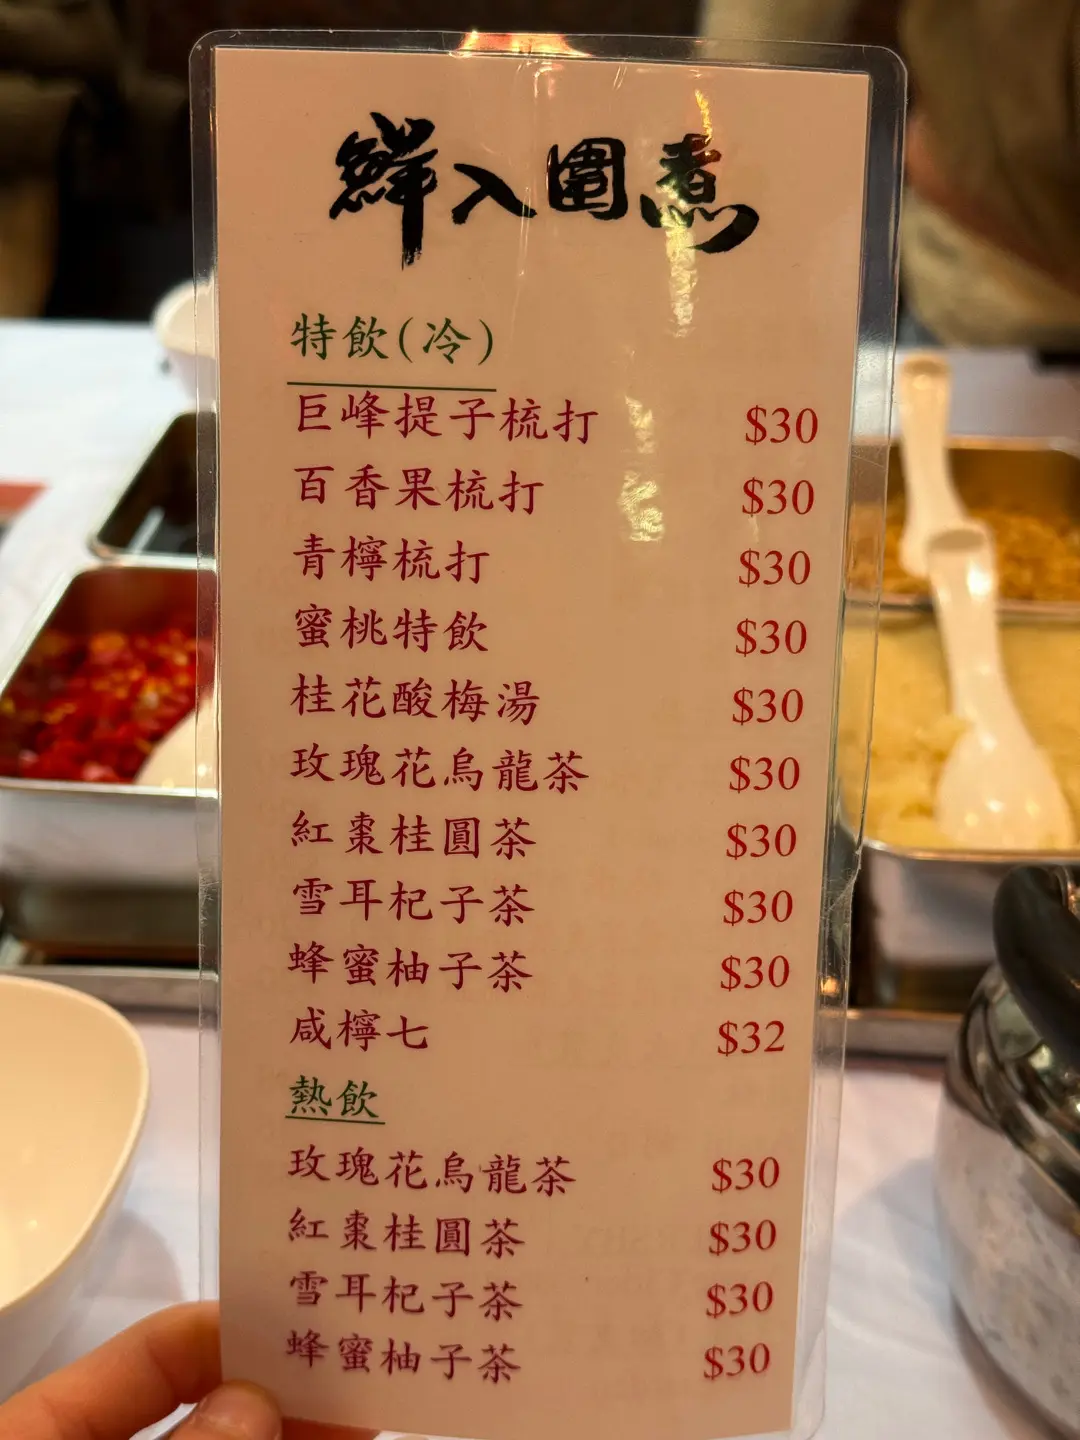 鮮入圍煮
特飲(冷)
巨峰提子梳打 $30
百香果梳打 $30
青檸梳打 $30
蜜桃特飲 $30
桂花酸梅湯 $30
玫瑰花烏龍茶 $30
紅棗桂圓茶 $30
雪耳杞子茶 $30
蜂蜜柚子茶 $30
咸檸七 $32
熱飲
玫瑰花烏龍茶 $30
紅棗桂圓茶 $30
雪耳杞子茶 $30
蜂蜜柚子茶 $30